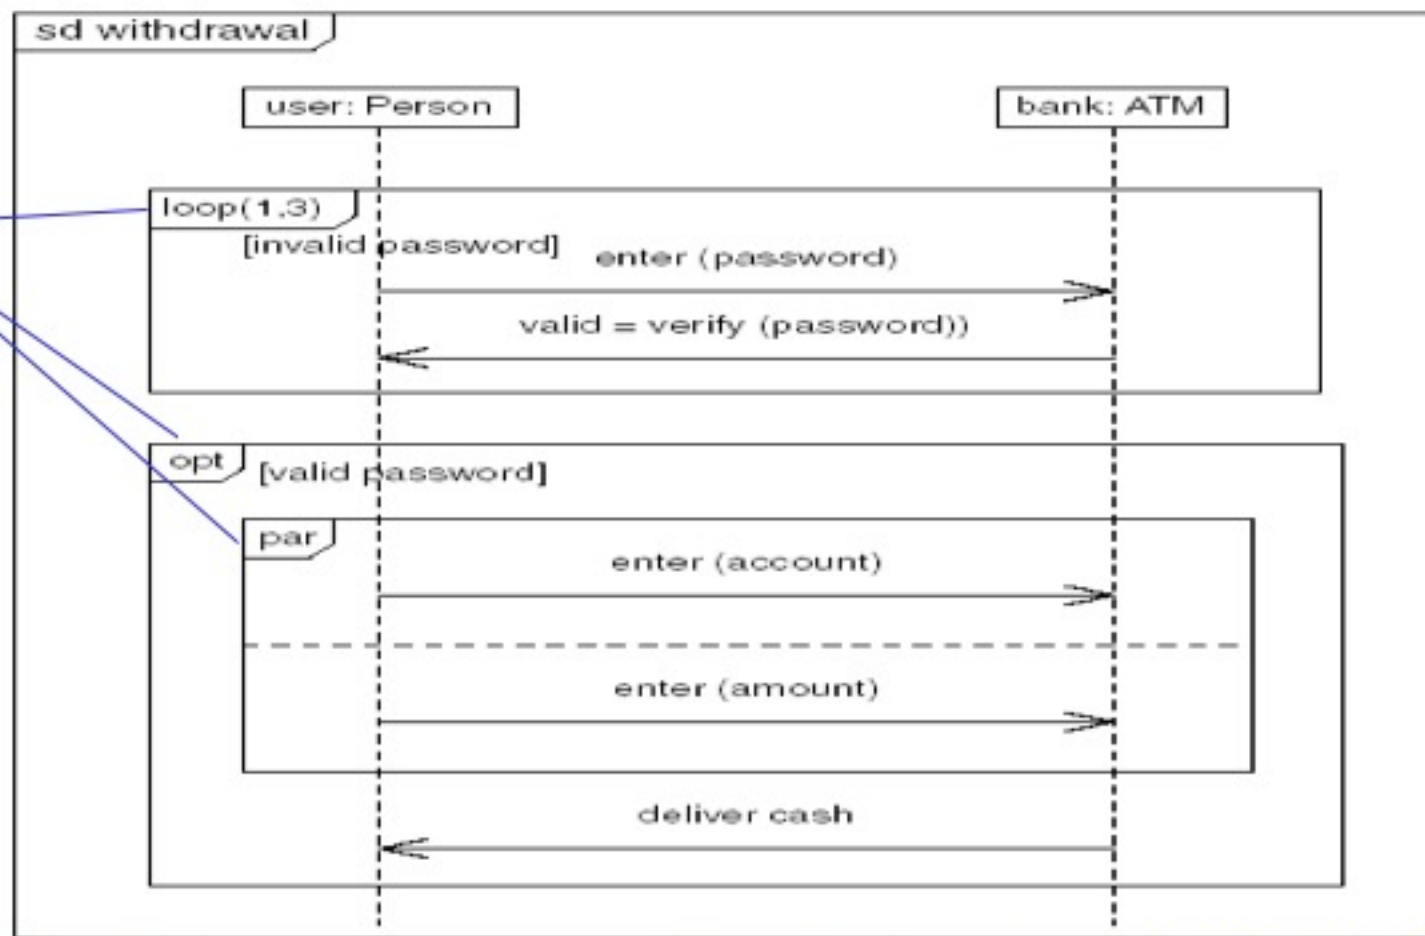 sd withdrawal
user: Person
bank: ATM
loop(1,3)
[invalid password]
enter (password)
valid = verify (password))
opt
[valid password]
par
enter (account)
enter (amount)
deliver cash